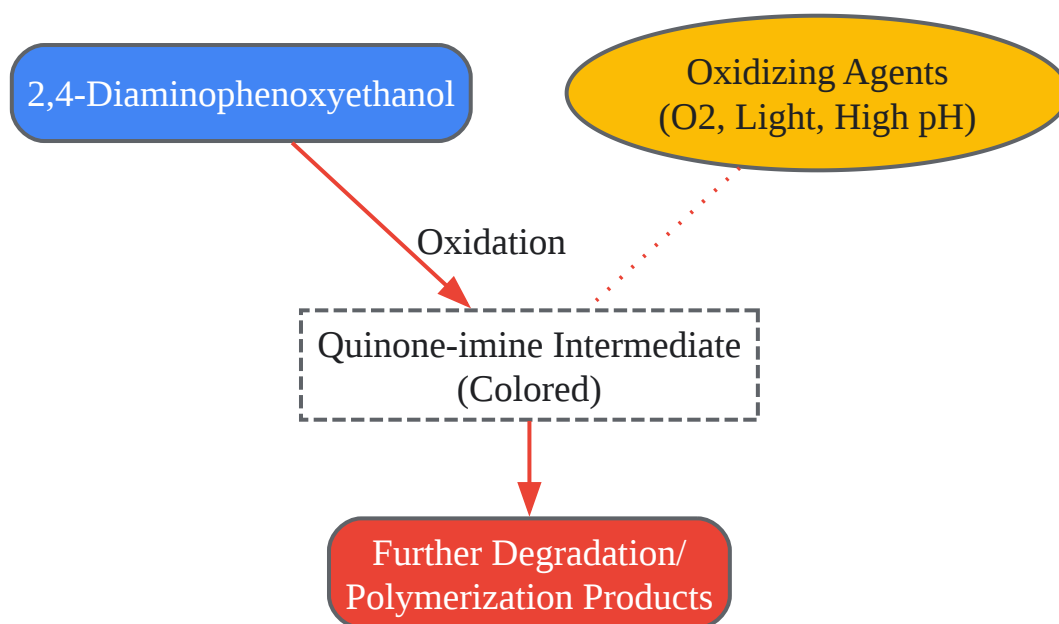 2,4-Diaminophenoxyethanol
Oxidizing Agents
(O2, Light, High pH)
Oxidation
Quinone-imine Intermediate
(Colored)
Further Degradation/
Polymerization Products